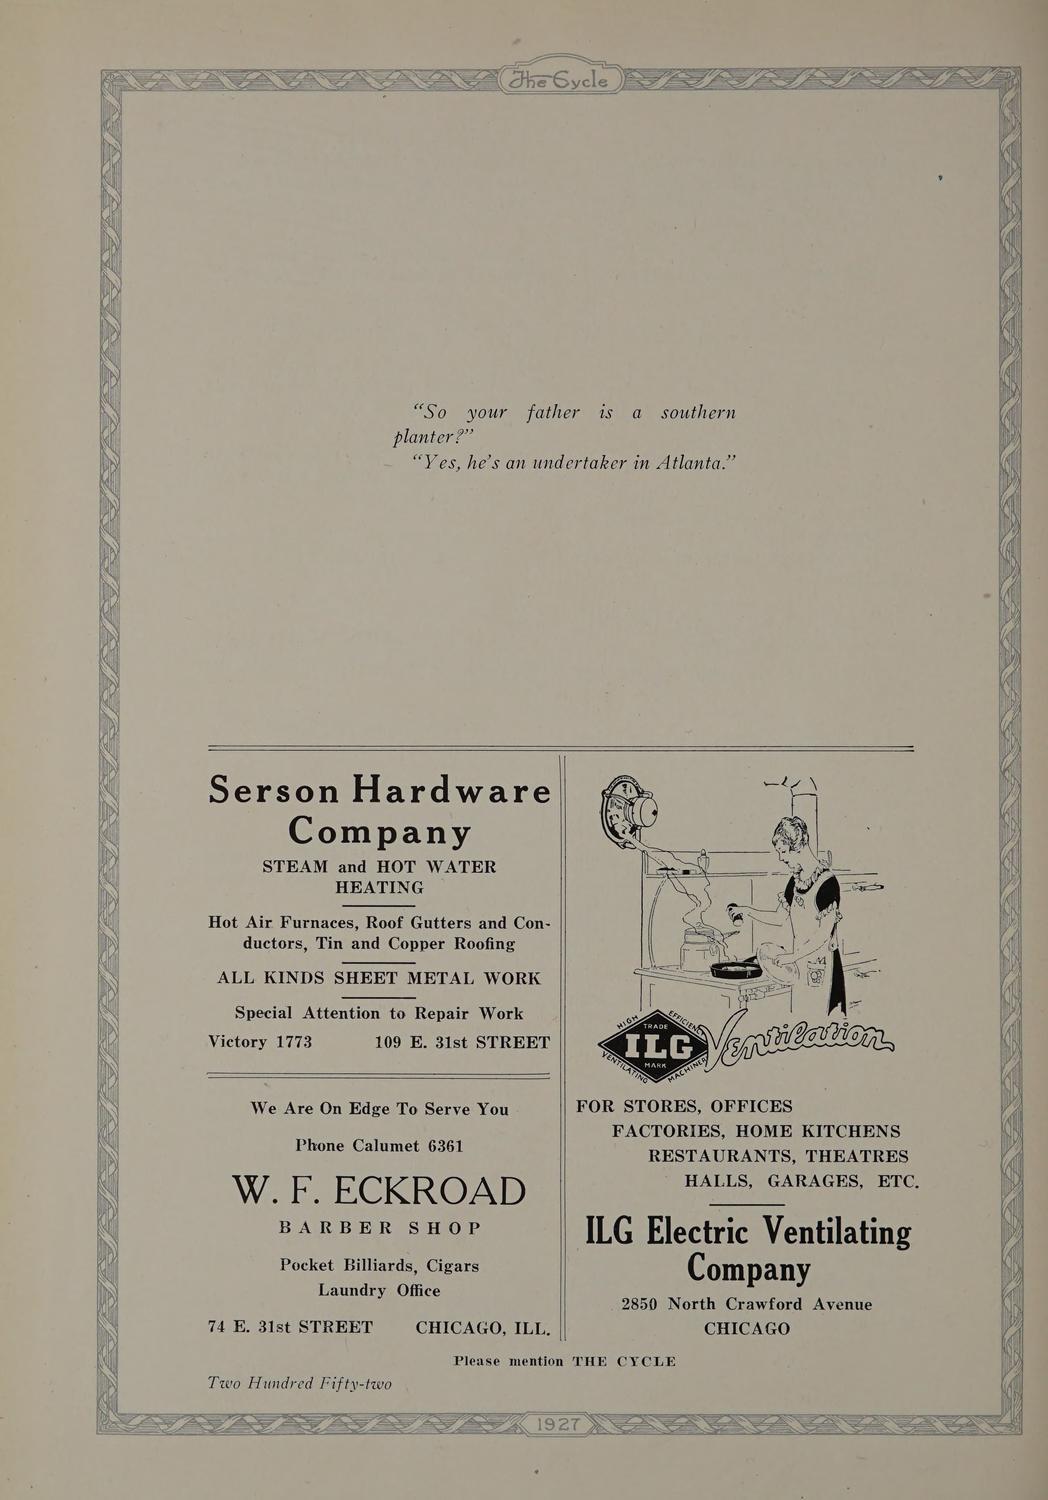 The Cycle
“So your father is a southern
planter?”
“Yes, he’s an undertaker in Atlanta.”
Serson Hardware
Company
STEAM and HOT WATER
HEATING
Hot Air Furnaces, Roof Gutters and Con-
ductors, Tin and Copper Roofing
ALL KINDS SHEET METAL WORK
Special Attention to Repair Work
Victory 1773 109 E. 31st STREET
We Are On Edge To Serve You
Phone Calumet 6361
W. F. ECKROAD
BARBER SHOP
Pocket Billiards, Cigars
Laundry Office
74 E. 31st STREET CHICAGO, ILL.
HIGH EFFICIENCY
TRADE
ILG
MARK
VENTILATING MACHINERY
Ventilation
FOR STORES, OFFICES
FACTORIES, HOME KITCHENS
RESTAURANTS, THEATRES
HALLS, GARAGES, ETC.
ILG Electric Ventilating
Company
2850 North Crawford Avenue
CHICAGO
Please mention THE CYCLE
Two Hundred Fifty-two
1927